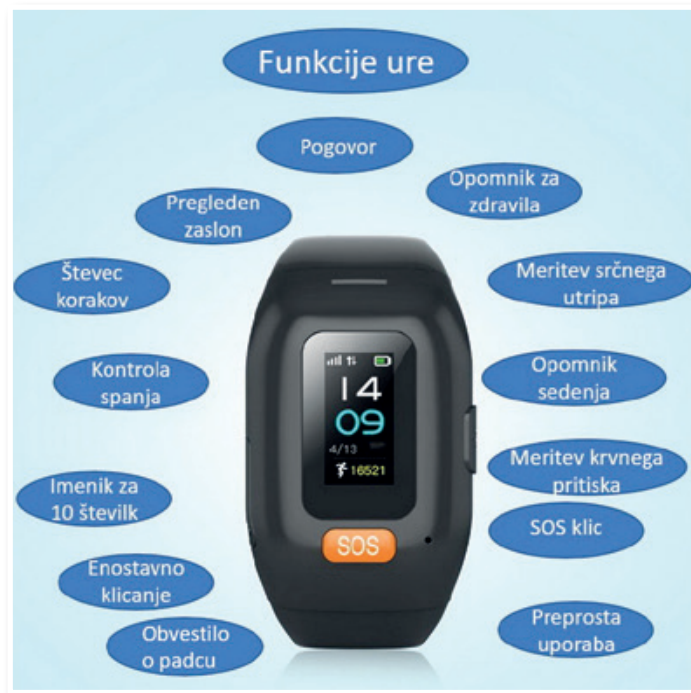 Funkcije ure
Pogovor
Opomnik za
zdravila
Pregleden
zaslon
Števec
korakov
Meritev srčnega
utripa
Kontrola
spanja
Opomnik
sedenja
14
09
4/13
16521
Meritev krvnega
pritiska
Imenik za
10 številk
SOS
SOS klic
Enostavno
klicanje
Obvestilo
o padcu
Preprosta
uporaba